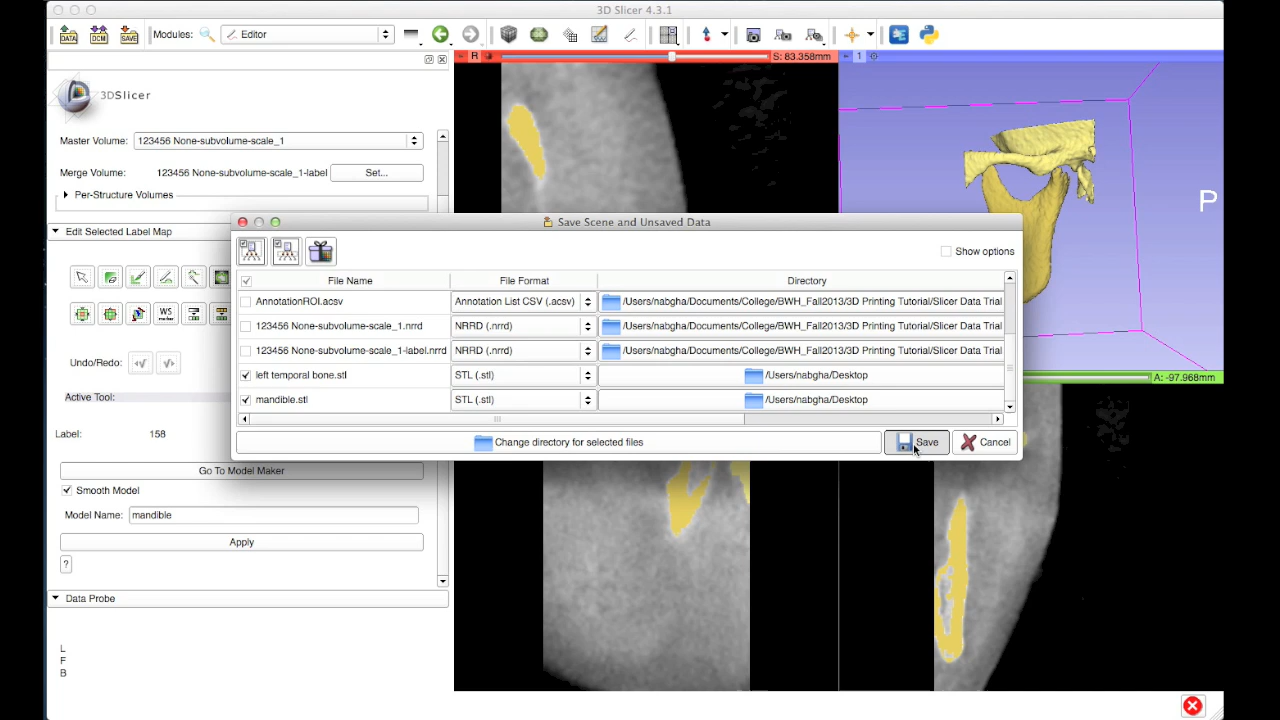 3D Slicer 4.3.1
DATA DCM SAVE Modules: Editor
R S: 83.358mm 1
3DSlicer
Master Volume: 123456 None-subvolume-scale_1
Merge Volume: 123456 None-subvolume-scale_1-label Set...
Per-Structure Volumes
P
Save Scene and Unsaved Data
Edit Selected Label Map
Show options
File Name File Format Directory
AnnotationROI.acsv Annotation List CSV (.acsv) /Users/nabgha/Documents/College/BWH_Fall2013/3D Printing Tutorial/Slicer Data Trial
WS
123456 None-subvolume-scale_1.nrrd NRRD (.nrrd) /Users/nabgha/Documents/College/BWH_Fall2013/3D Printing Tutorial/Slicer Data Trial
Undo/Redo: 123456 None-subvolume-scale_1-label.nrrd NRRD (.nrrd) /Users/nabgha/Documents/College/BWH_Fall2013/3D Printing Tutorial/Slicer Data Trial
left temporal bone.stl STL (.stl) /Users/nabgha/Desktop
A: -97.968mm
Active Tool: mandible.stl STL (.stl) /Users/nabgha/Desktop
Label: 158
Change directory for selected files Save Cancel
Go To Model Maker
Smooth Model
Model Name: mandible
Apply
?
Data Probe
L
F
B